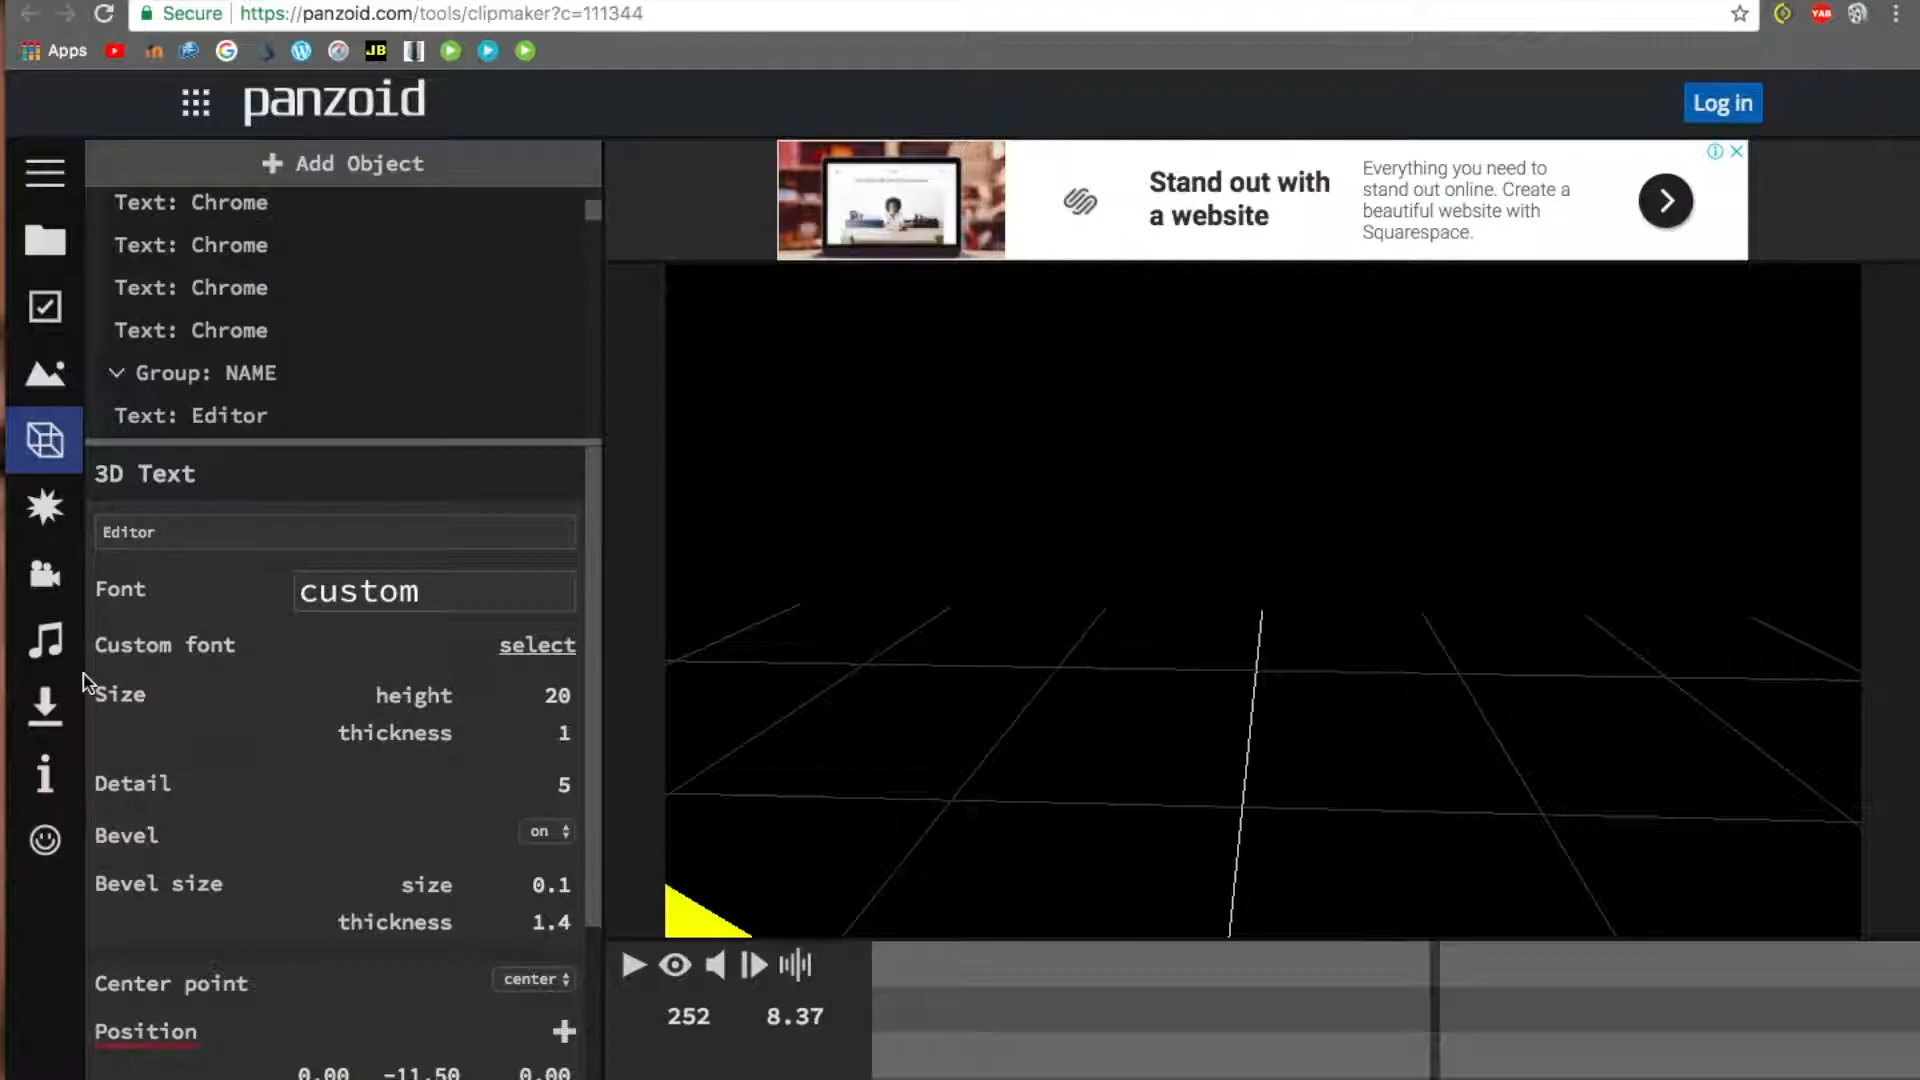 Secure https://panzoid.com/tools/clipmaker?c=111344
YAB
Apps
in
JB
panzoid
Log in
Add Object
Text: Chrome
Text: Chrome
Text: Chrome
Text: Chrome
Group: NAME
Text: Editor
Stand out with
a website
Everything you need to
stand out online. Create a
beautiful website with
Squarespace.
3D Text
Editor
Font custom
Custom font select
Size height 20
thickness 1
Detail 5
Bevel on
Bevel size size 0.1
thickness 1.4
Center point center
Position
0.00 -11.50 0.00
252 8.37